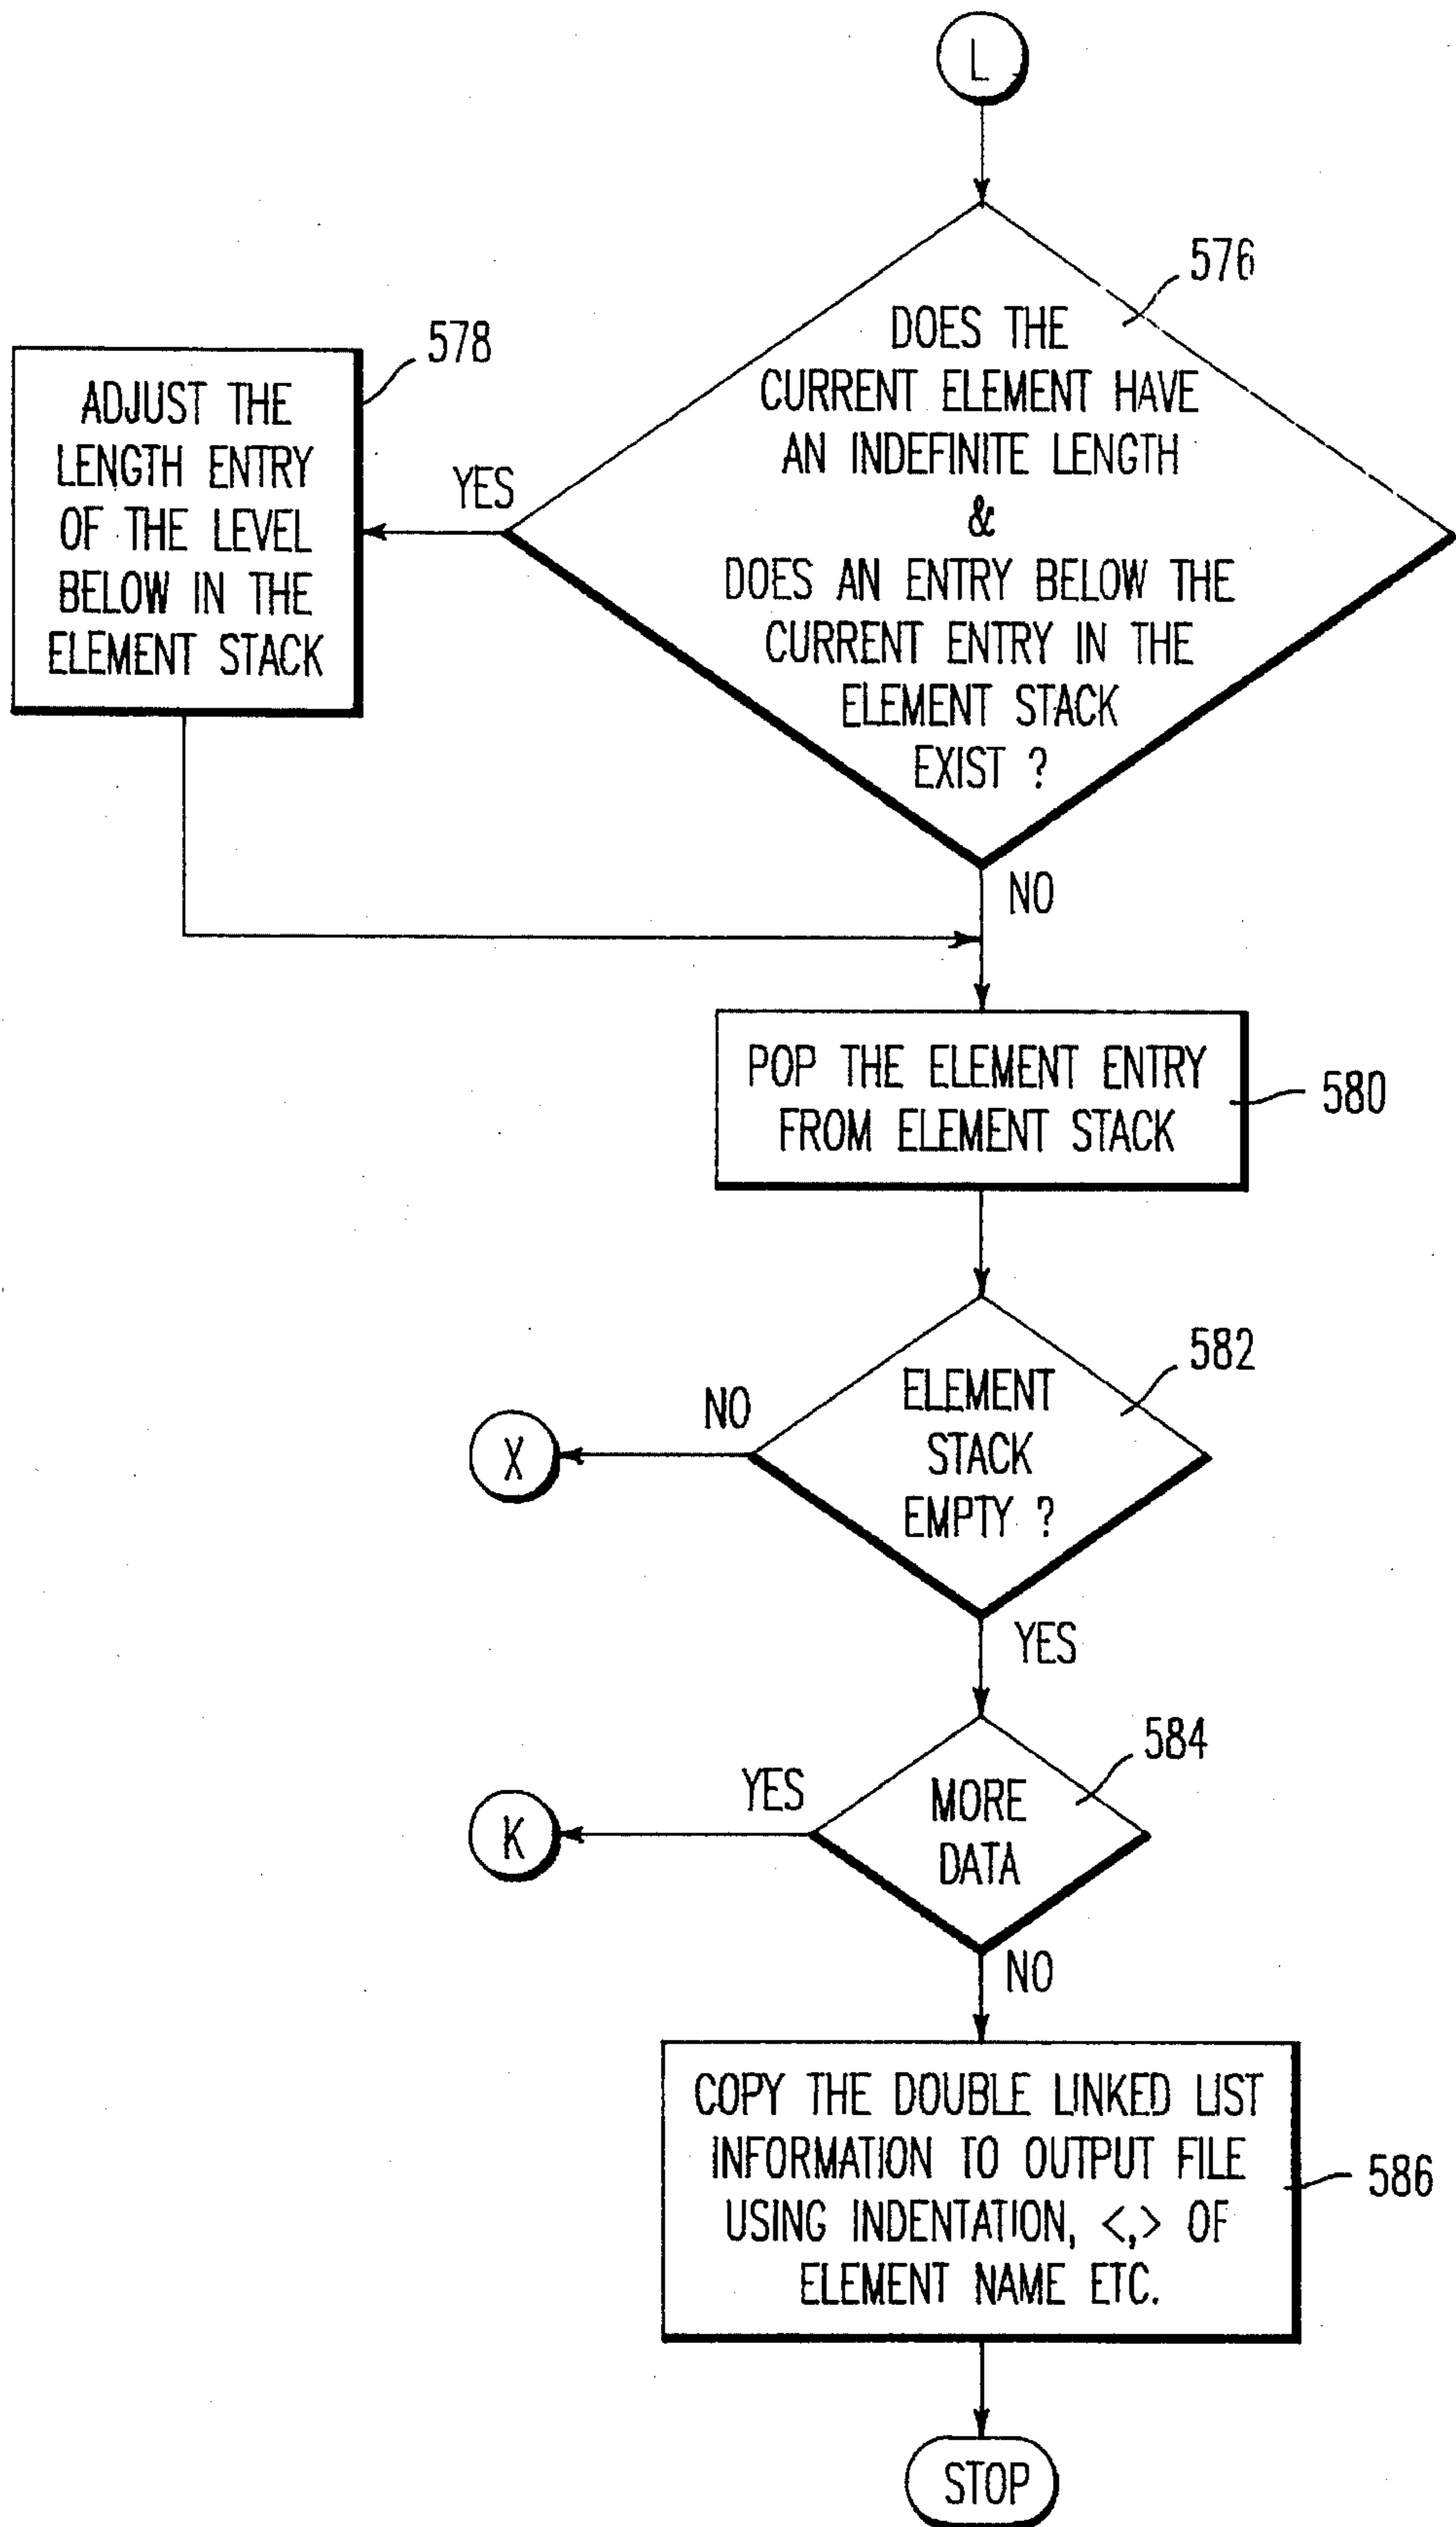 L
576
DOES THE
CURRENT ELEMENT HAVE
AN INDEFINITE LENGTH
&
DOES AN ENTRY BELOW THE
CURRENT ENTRY IN THE
ELEMENT STACK
EXIST ?
YES
578
ADJUST THE
LENGTH ENTRY
OF THE LEVEL
BELOW IN THE
ELEMENT STACK
NO
POP THE ELEMENT ENTRY
FROM ELEMENT STACK
580
582
ELEMENT
STACK
EMPTY ?
NO
X
YES
584
MORE
DATA
YES
K
NO
COPY THE DOUBLE LINKED LIST
INFORMATION TO OUTPUT FILE
USING INDENTATION, <,> OF
ELEMENT NAME ETC.
586
STOP